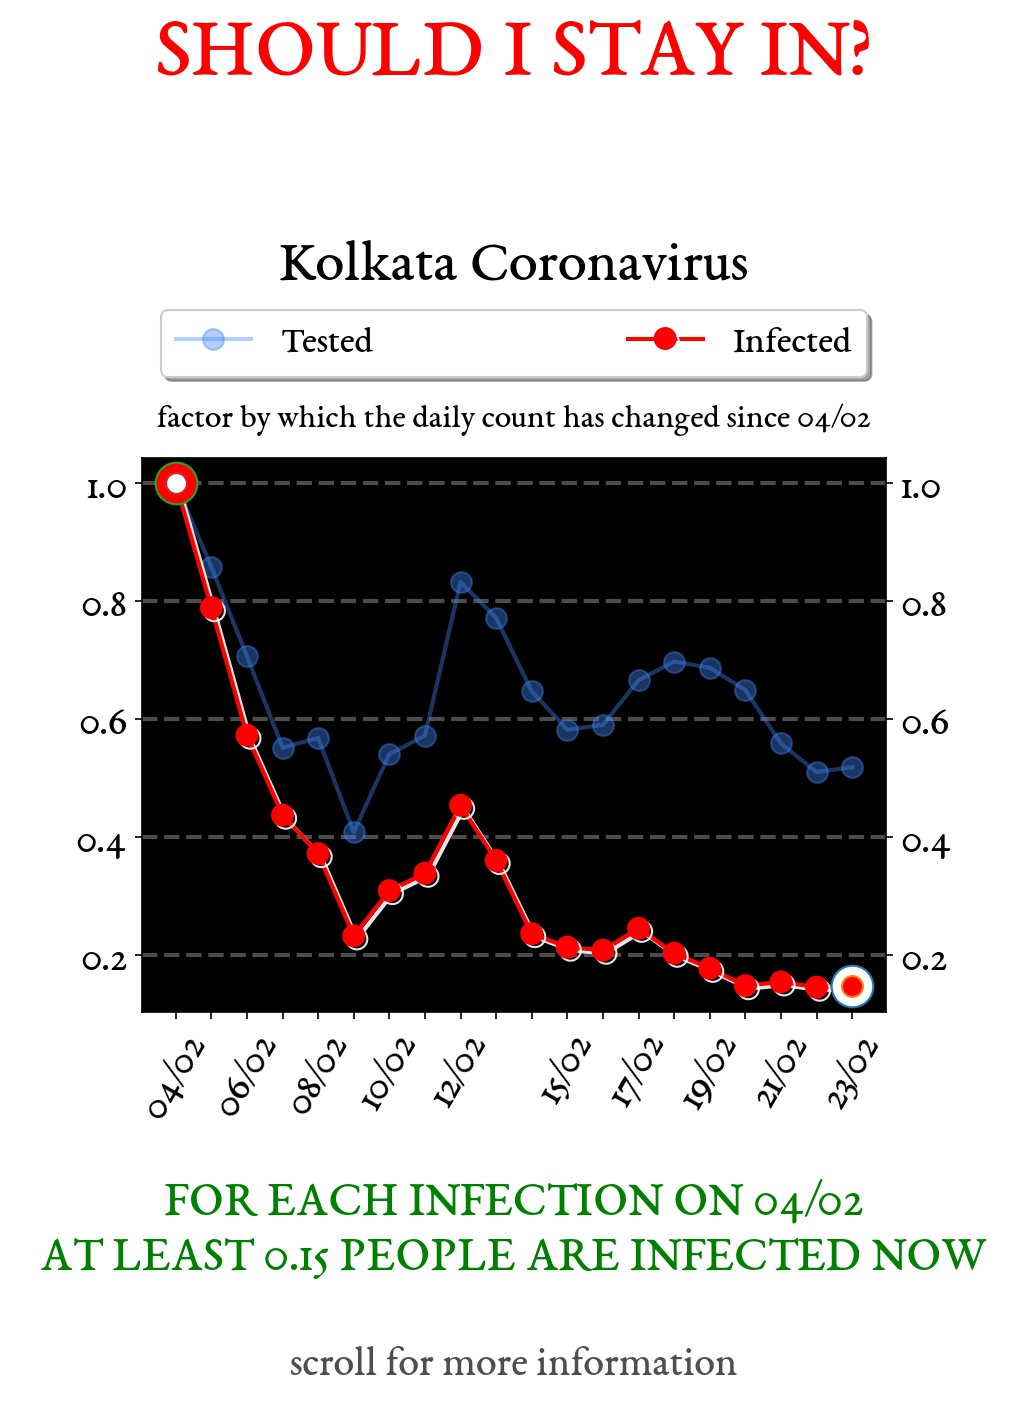 SHOULD I STAY IN?
Kolkata Coronavirus
Tested Infected
factor by which the daily count has changed since 04/02
1.0 1.0
0.8 0.8
0.6 0.6
0.4 0.4
0.2 0.2
04/02 06/02 08/02 10/02 12/02 15/02 17/02 19/02 21/02 23/02
FOR EACH INFECTION ON 04/02
AT LEAST 0.15 PEOPLE ARE INFECTED NOW
scroll for more information